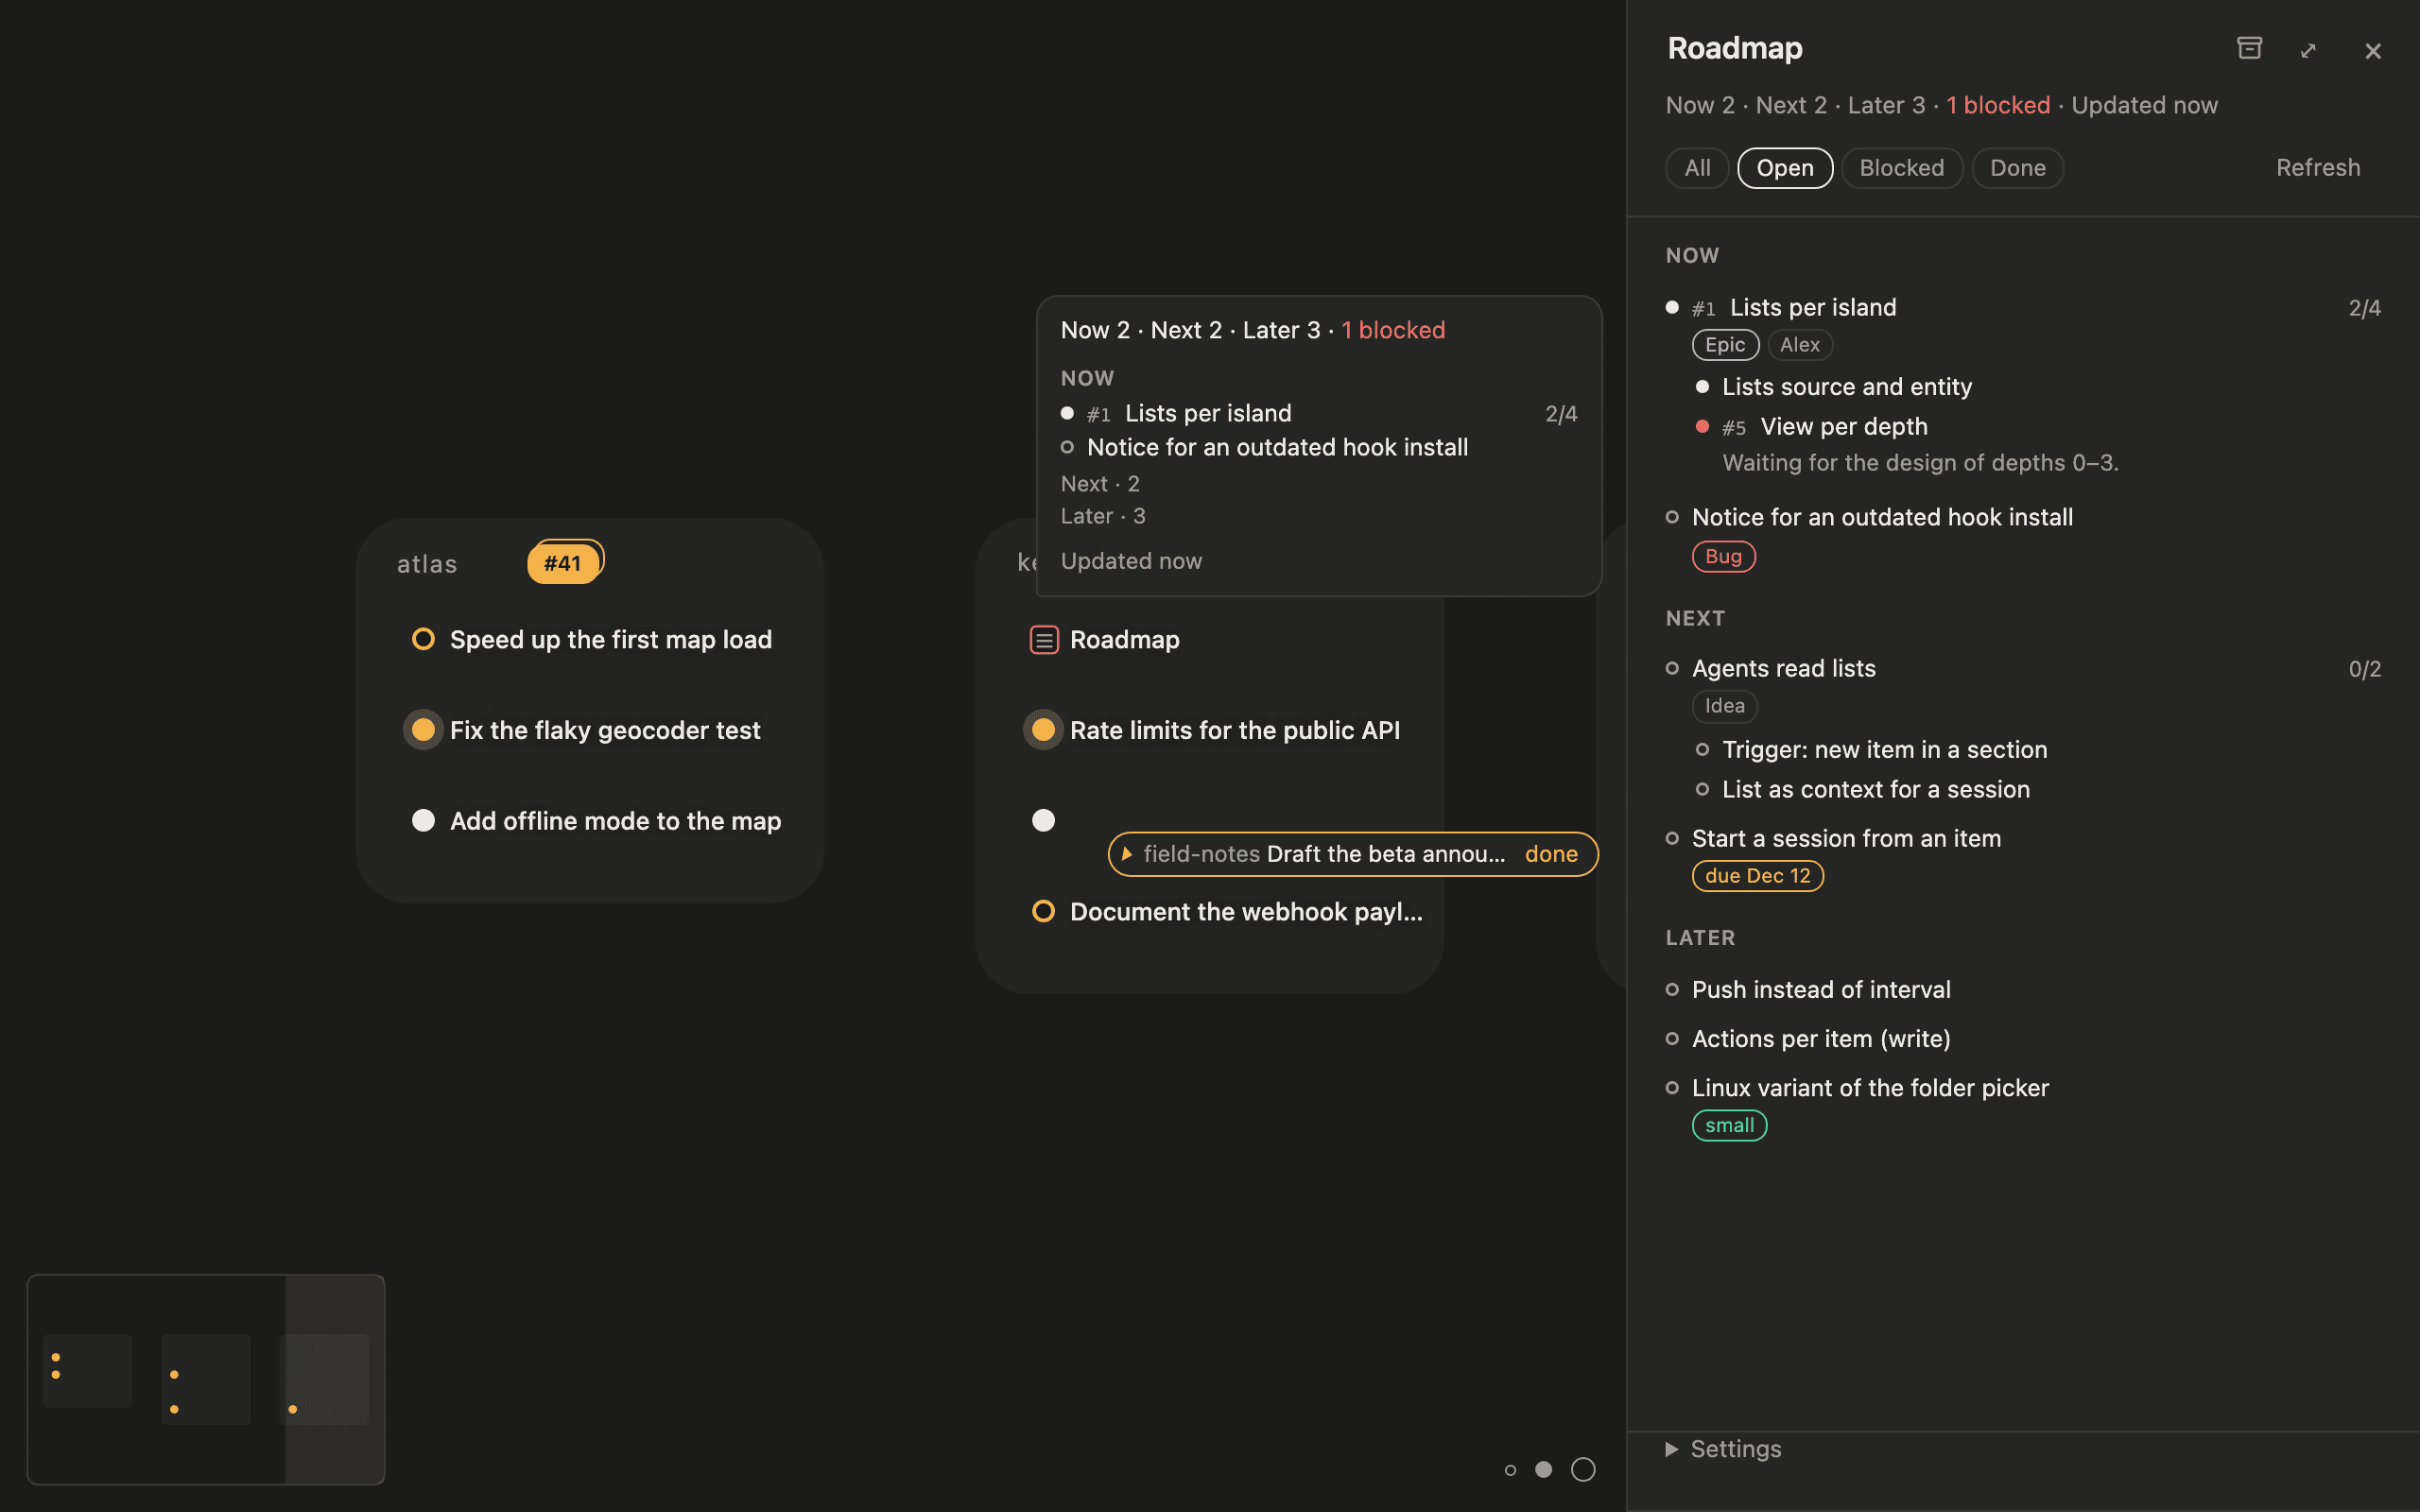 atlas
#41
Speed up the first map load
Fix the flaky geocoder test
Add offline mode to the map
Now 2 · Next 2 · Later 3 · 1 blocked
NOW
#1 Lists per island 2/4
Notice for an outdated hook install
Next · 2
Later · 3
Updated now
Roadmap
Rate limits for the public API
field-notes Draft the beta annou... done
Document the webhook payl...
Roadmap
Now 2 · Next 2 · Later 3 · 1 blocked · Updated now
All Open Blocked Done Refresh
NOW
#1 Lists per island 2/4
Epic Alex
Lists source and entity
#5 View per depth
Waiting for the design of depths 0–3.
Notice for an outdated hook install
Bug
NEXT
Agents read lists 0/2
Idea
Trigger: new item in a section
List as context for a session
Start a session from an item
due Dec 12
LATER
Push instead of interval
Actions per item (write)
Linux variant of the folder picker
small
Settings